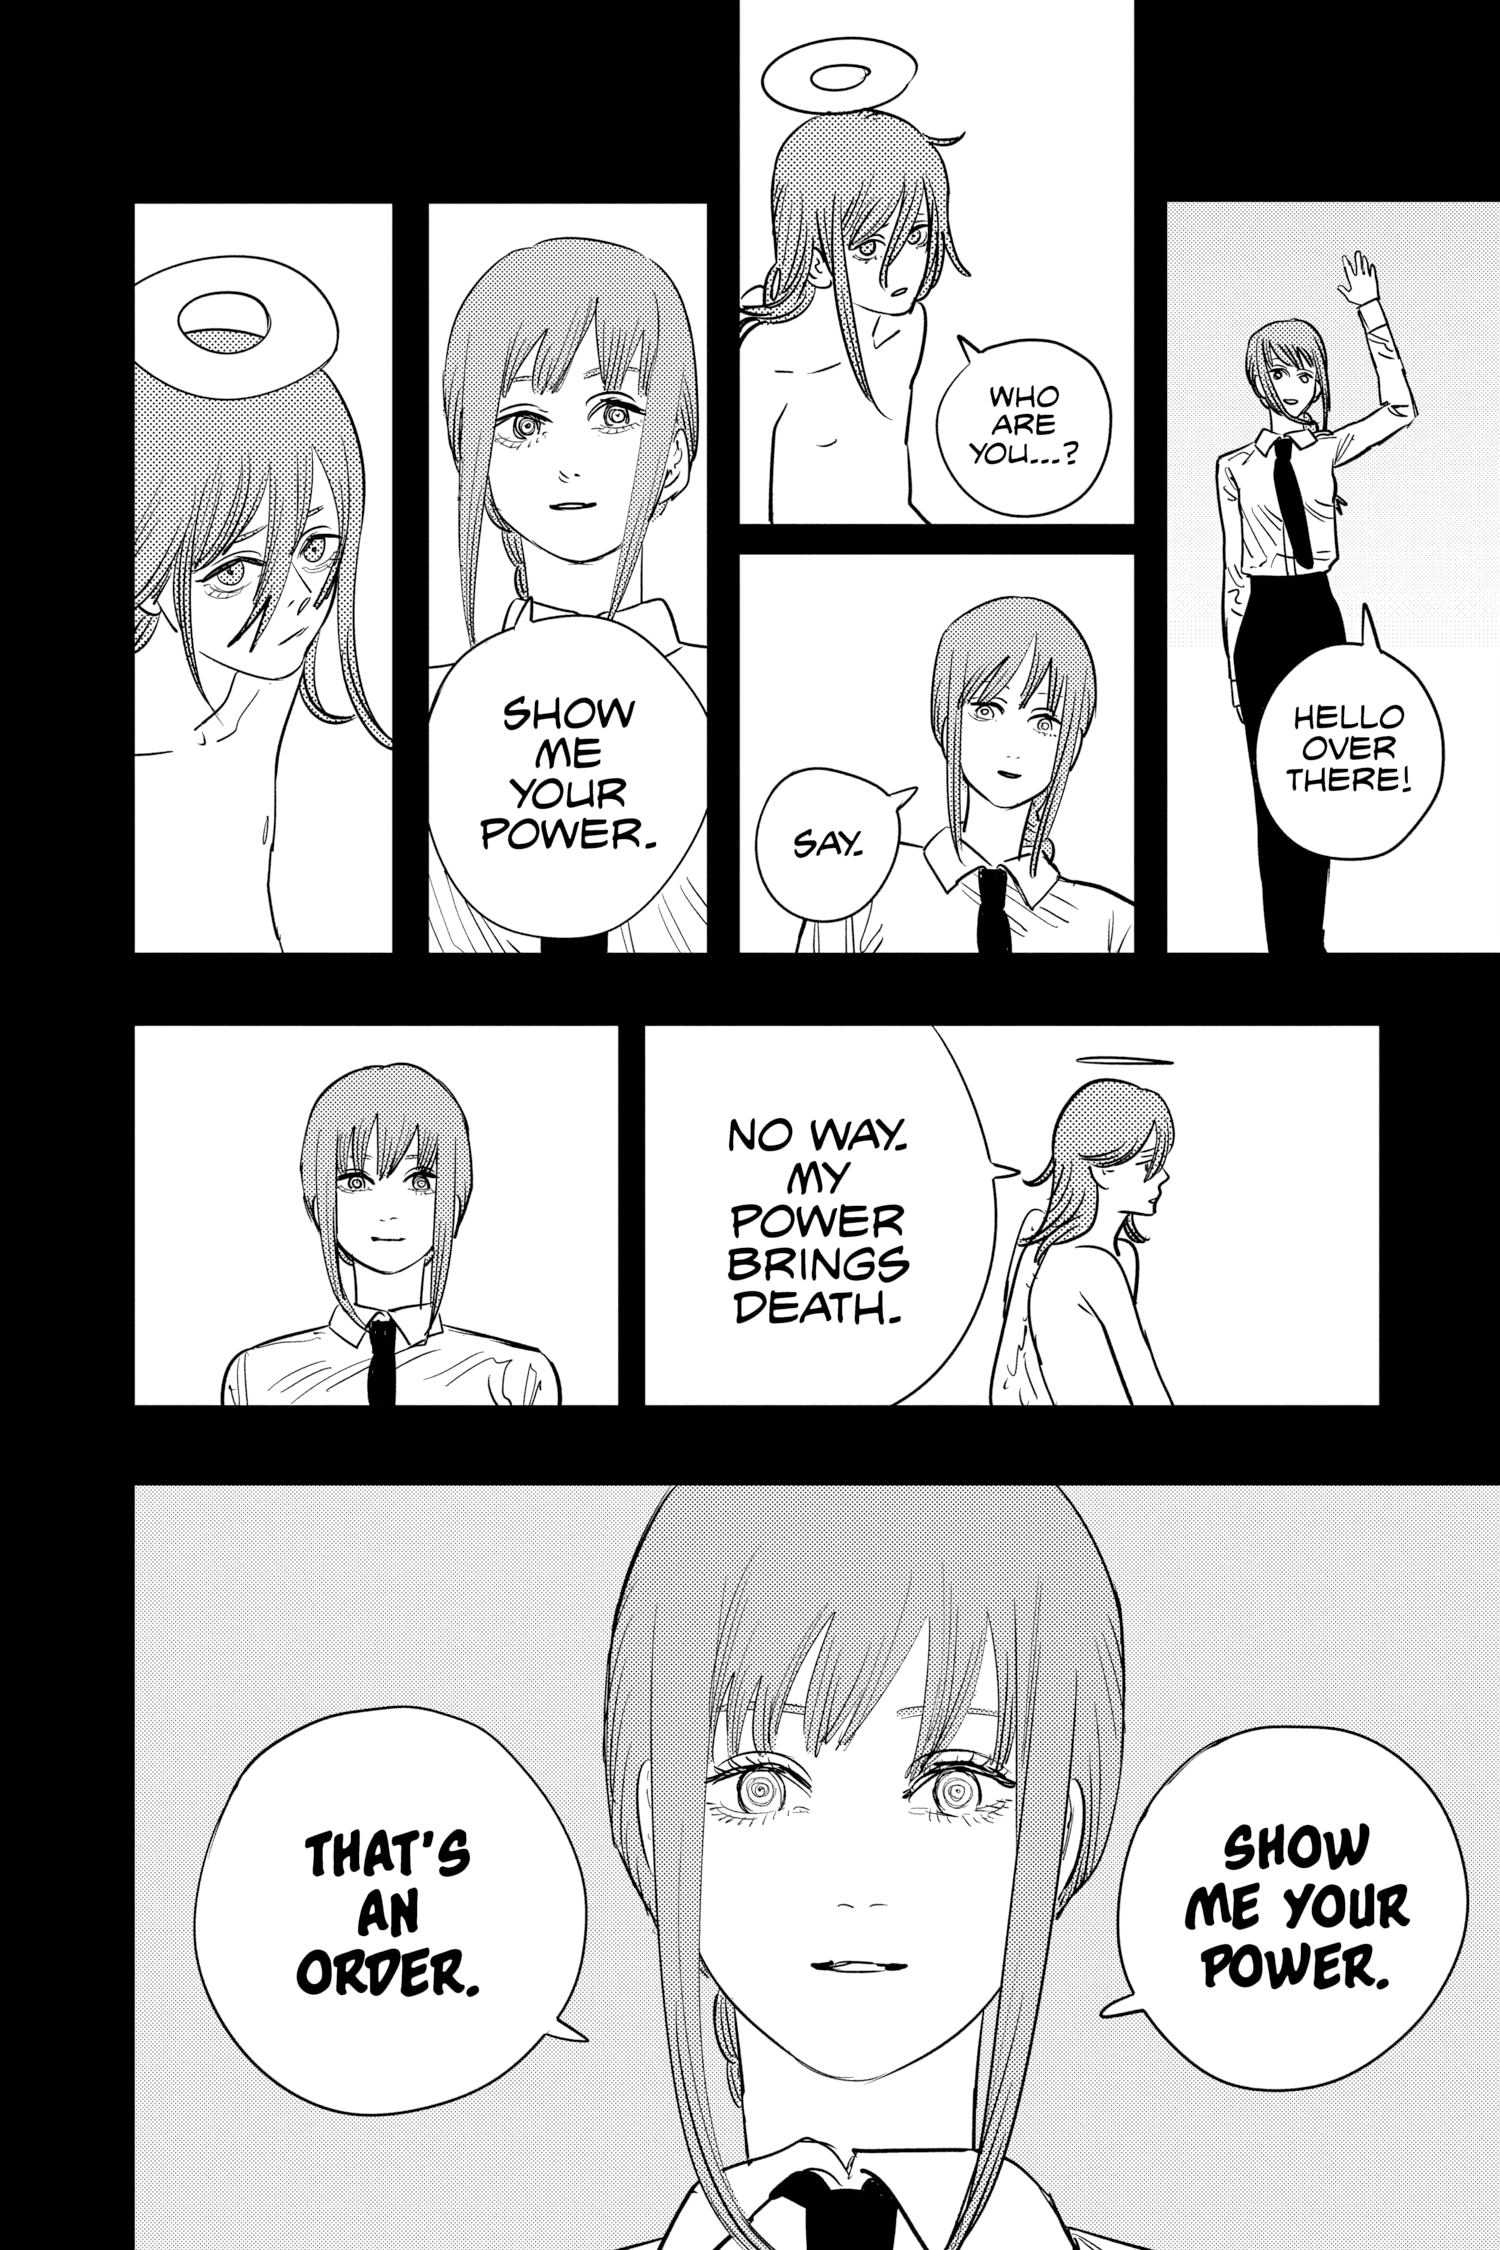 HELLO
OVER
THERE!
WHO
ARE
YOU...?
SAY.
SHOW
ME
YOUR
POWER.
NO WAY.
MY
POWER
BRINGS
DEATH.
SHOW
ME YOUR
POWER.
THAT'S
AN
ORDER.